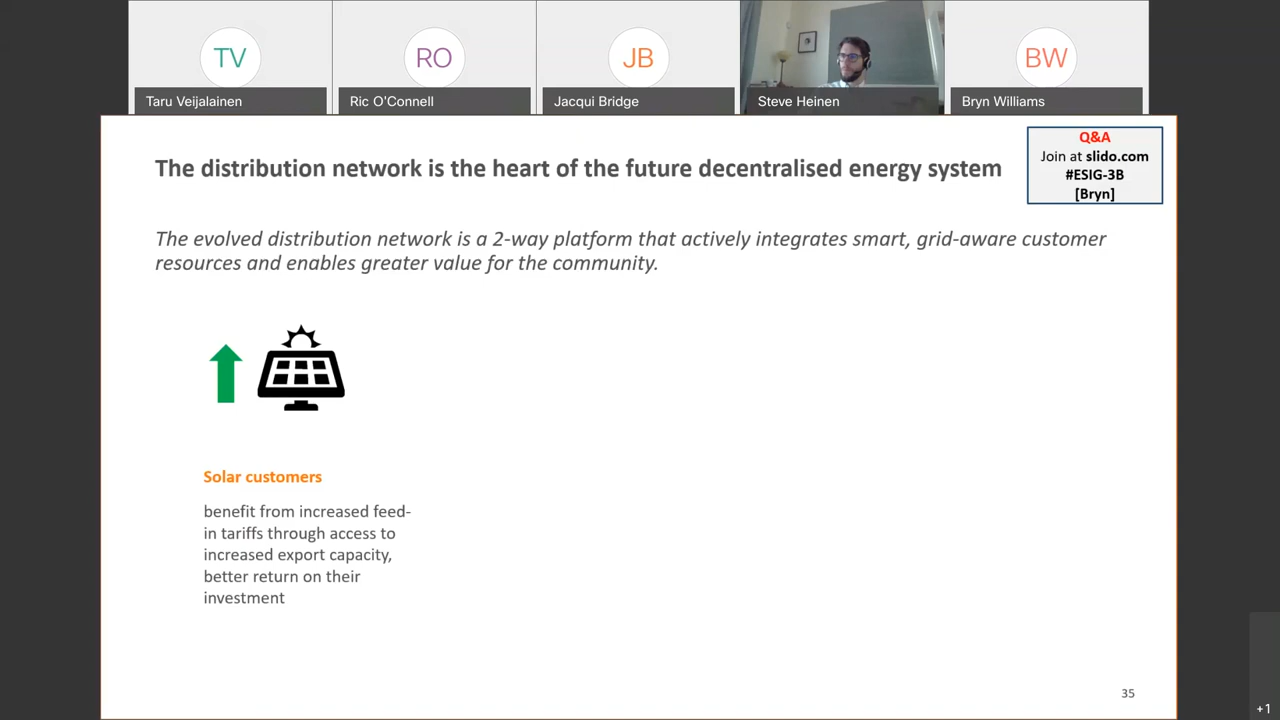 TV
RO
JB
BW
Taru Veijalainen
Ric O'Connell
Jacqui Bridge
Steve Heinen
Bryn Williams
The distribution network is the heart of the future decentralised energy system
Q&A
Join at slido.com
#ESIG-3B
[Bryn]
The evolved distribution network is a 2-way platform that actively integrates smart, grid-aware customer
resources and enables greater value for the community.
Solar customers
benefit from increased feed-
in tariffs through access to
increased export capacity,
better return on their
investment
35
+1